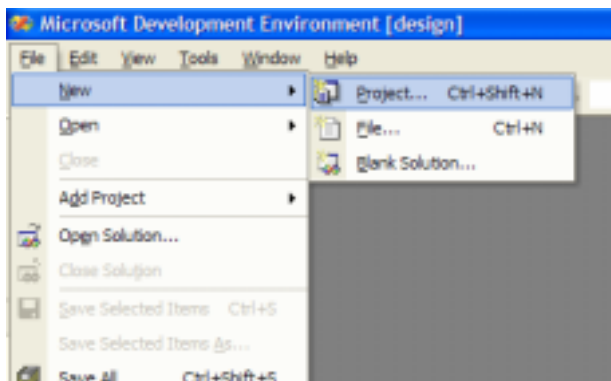 Microsoft Development Environment [design]
File Edit View Tools Window Help
New
Project... Ctrl+Shift+N
Open
File... Ctrl+N
Close
Blank Solution...
Add Project
Open Solution...
Close Solution
Save Selected Items Ctrl+S
Save Selected Items As...
Save All Ctrl+Shift+S